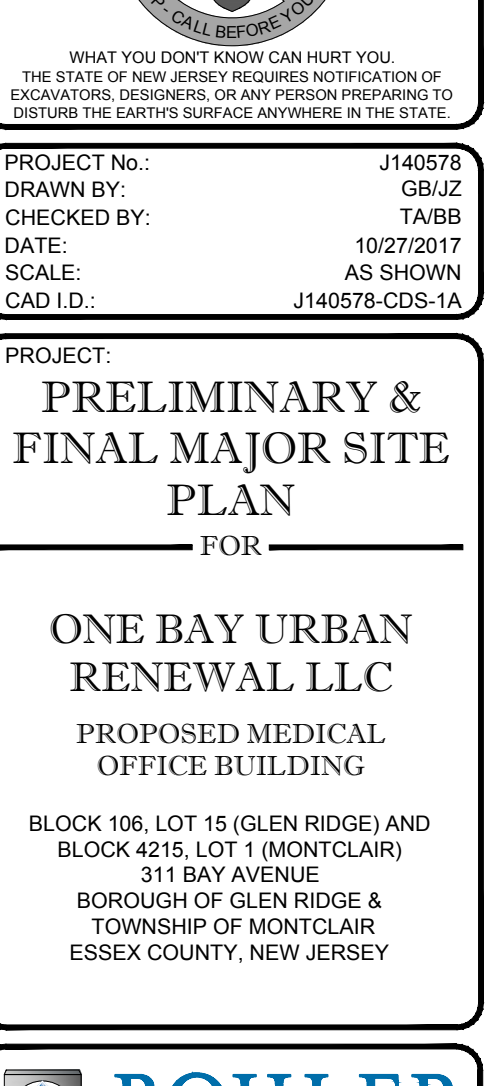 - CALL BEFORE YOU
WHAT YOU DON'T KNOW CAN HURT YOU.
THE STATE OF NEW JERSEY REQUIRES NOTIFICATION OF
EXCAVATORS, DESIGNERS, OR ANY PERSON PREPARING TO
DISTURB THE EARTH'S SURFACE ANYWHERE IN THE STATE.
PROJECT No.: J140578
DRAWN BY: GB/JZ
CHECKED BY: TA/BB
DATE: 10/27/2017
SCALE: AS SHOWN
CAD I.D.: J140578-CDS-1A
PROJECT:
PRELIMINARY &
FINAL MAJOR SITE
PLAN
FOR
ONE BAY URBAN
RENEWAL LLC
PROPOSED MEDICAL
OFFICE BUILDING
BLOCK 106, LOT 15 (GLEN RIDGE) AND
BLOCK 4215, LOT 1 (MONTCLAIR)
311 BAY AVENUE
BOROUGH OF GLEN RIDGE &
TOWNSHIP OF MONTCLAIR
ESSEX COUNTY, NEW JERSEY
BOHLER